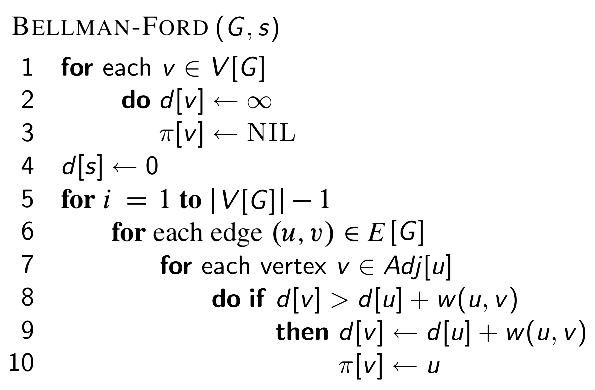 BELLMAN-FORD (G, s)
1 for each v ∈ V[G]
2 do d[v] ← ∞
3 π[v] ← NIL
4 d[s] ← 0
5 for i = 1 to |V[G]| − 1
6 for each edge (u, v) ∈ E[G]
7 for each vertex v ∈ Adj[u]
8 do if d[v] > d[u] + w(u, v)
9 then d[v] ← d[u] + w(u, v)
10 π[v] ← u